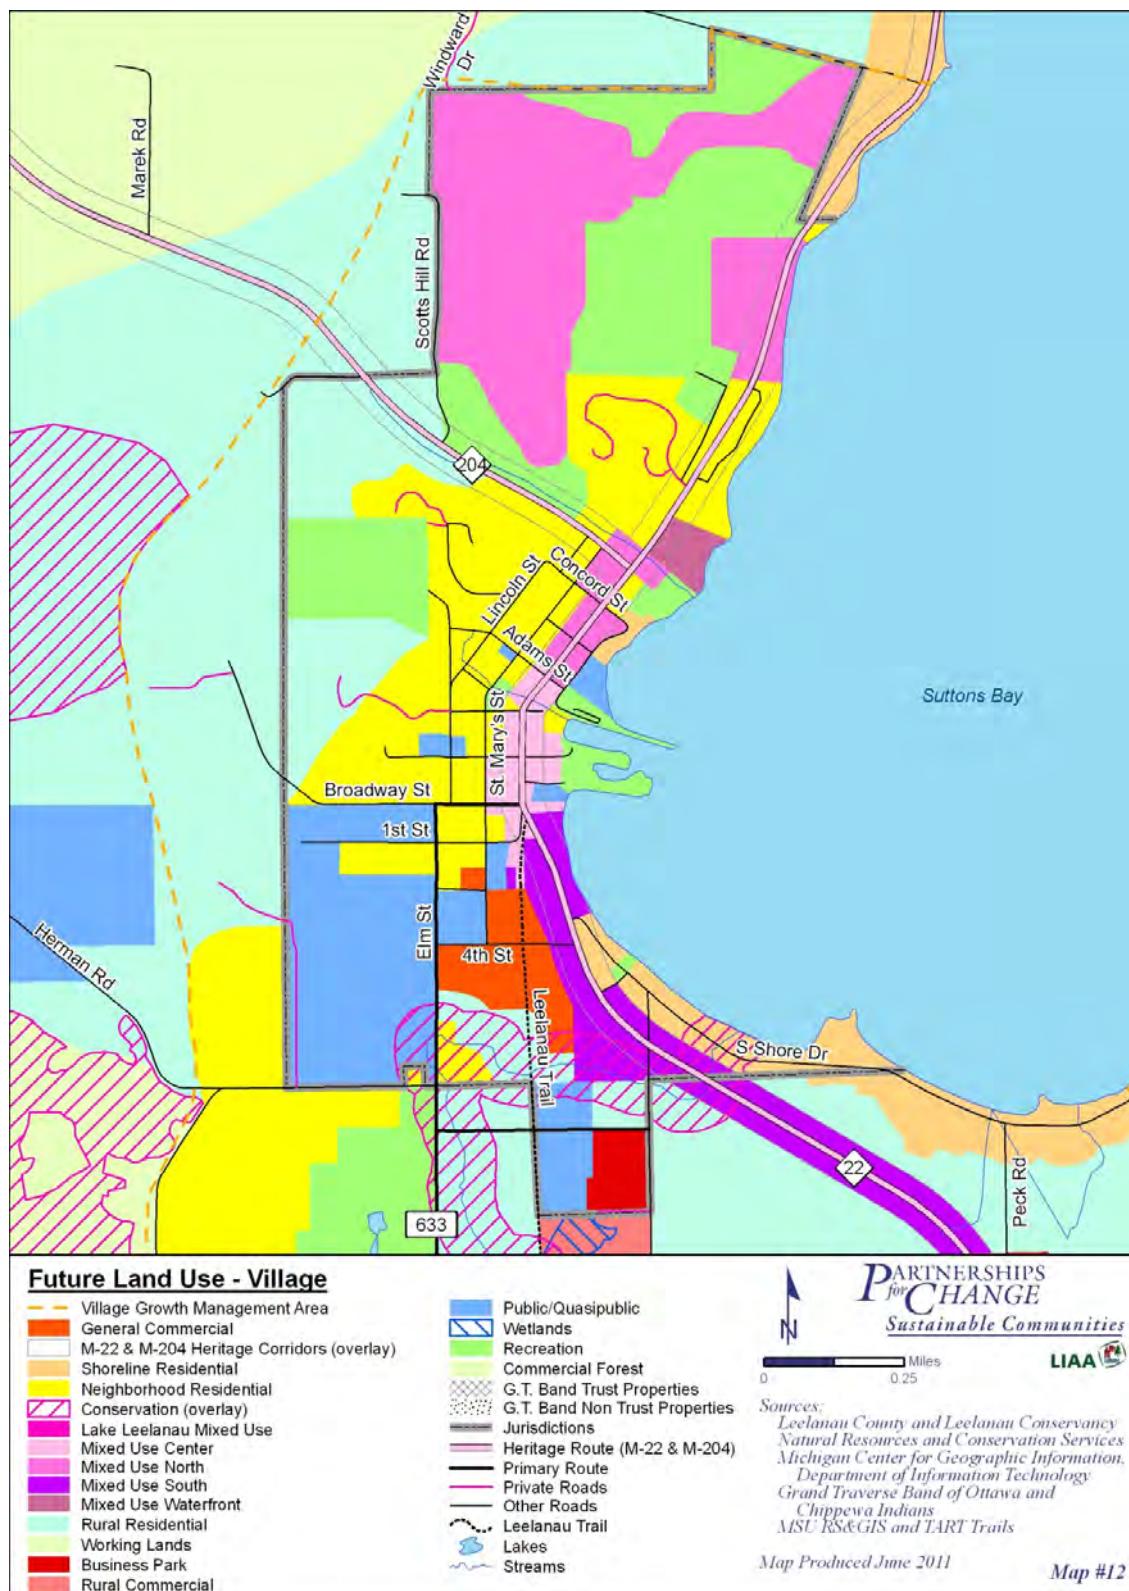 Windward
Dr
Marek Rd
Scotts Hill Rd
204
Lincoln St
Concord St
Adams St
St. Mary's St
Suttons Bay
Broadway St
1st St
Elm St
4th St
Herman Rd
Leelanau Trail
S Shore Dr
22
Peck Rd
633
Future Land Use - Village
Village Growth Management Area
General Commercial
M-22 & M-204 Heritage Corridors (overlay)
Shoreline Residential
Neighborhood Residential
Conservation (overlay)
Lake Leelanau Mixed Use
Mixed Use Center
Mixed Use North
Mixed Use South
Mixed Use Waterfront
Rural Residential
Working Lands
Business Park
Rural Commercial
Public/Quasipublic
Wetlands
Recreation
Commercial Forest
G.T. Band Trust Properties
G.T. Band Non Trust Properties
Jurisdictions
Heritage Route (M-22 & M-204)
Primary Route
Private Roads
Other Roads
Leelanau Trail
Lakes
Streams
N
PARTNERSHIPS
for CHANGE
Sustainable Communities
Miles
0 0.25
LIAA
Sources:
Leelanau County and Leelanau Conservancy
Natural Resources and Conservation Services
Michigan Center for Geographic Information,
Department of Information Technology
Grand Traverse Band of Ottawa and
Chippewa Indians
MSU RS&GIS and TART Trails
Map Produced June 2011
Map #12